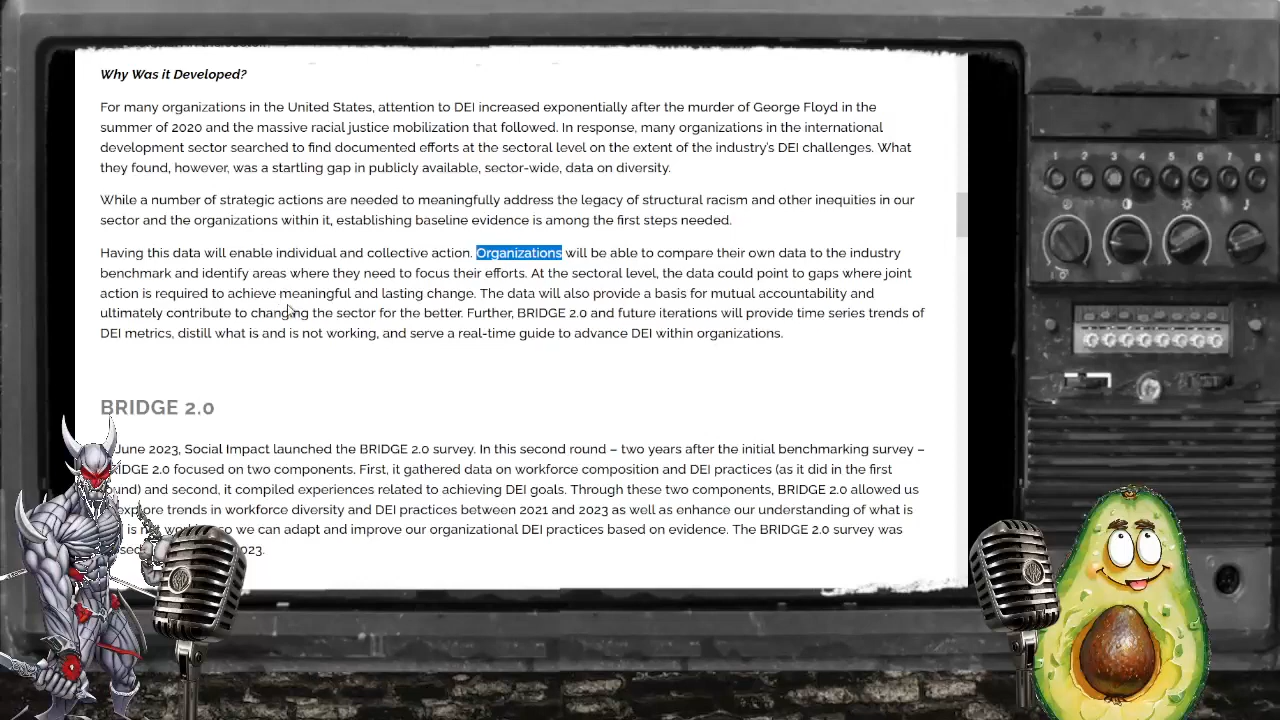 Why Was it Developed?
For many organizations in the United States, attention to DEI increased exponentially after the murder of George Floyd in the
summer of 2020 and the massive racial justice mobilization that followed. In response, many organizations in the international
development sector searched to find documented efforts at the sectoral level on the extent of the industry's DEI challenges. What
they found, however, was a startling gap in publicly available, sector-wide, data on diversity.
While a number of strategic actions are needed to meaningfully address the legacy of structural racism and other inequities in our
sector and the organizations within it, establishing baseline evidence is among the first steps needed.
Having this data will enable individual and collective action. Organizations will be able to compare their own data to the industry
benchmark and identify areas where they need to focus their efforts. At the sectoral level, the data could point to gaps where joint
action is required to achieve meaningful and lasting change. The data will also provide a basis for mutual accountability and
ultimately contribute to changing the sector for the better. Further, BRIDGE 2.0 and future iterations will provide time series trends of
DEI metrics, distill what is and is not working, and serve a real-time guide to advance DEI within organizations.
BRIDGE 2.0
June 2023, Social Impact launched the BRIDGE 2.0 survey. In this second round – two years after the initial benchmarking survey –
BRIDGE 2.0 focused on two components. First, it gathered data on workforce composition and DEI practices (as it did in the first
round) and second, it compiled experiences related to achieving DEI goals. Through these two components, BRIDGE 2.0 allowed us
explore trends in workforce diversity and DEI practices between 2021 and 2023 as well as enhance our understanding of what is
is not so we can adapt and improve our organizational DEI practices based on evidence. The BRIDGE 2.0 survey was
2023.
1 2 3 4 5 6 7 8